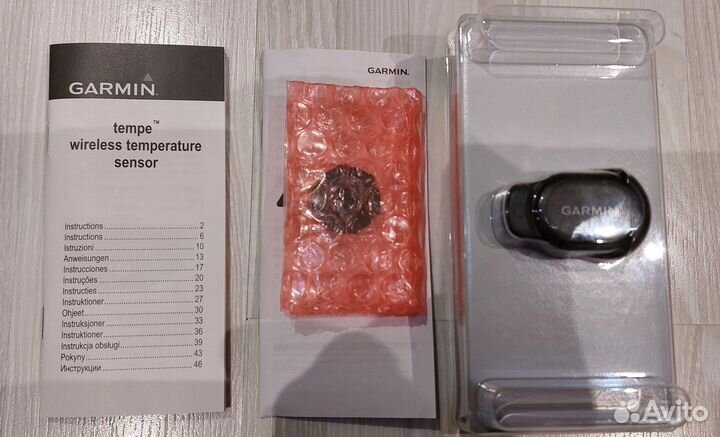 GARMIN
tempe™
wireless temperature
sensor
Instructions 2
Instructions 6
Istruzioni 10
Anweisungen 13
Instrucciones 17
Instruções 20
Instructies 23
Instruktioner 27
Ohjeet 30
Instruksjoner 33
Instruktioner 36
Instrukcja obsługi 39
Pokyny 43
Инструкции 46
GARMIN.
GARMIN
Avito